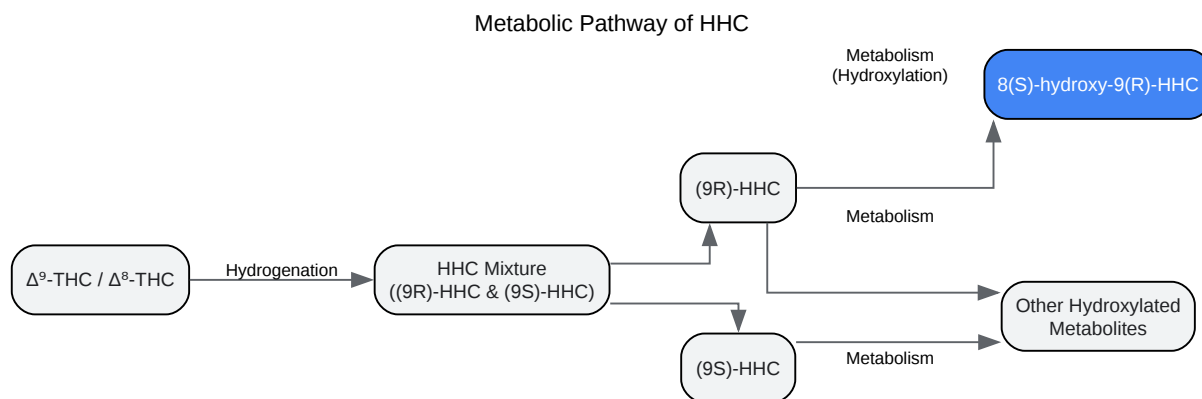 Metabolic Pathway of HHC
Metabolism
(Hydroxylation)
8(S)-hydroxy-9(R)-HHC
(9R)-HHC
Metabolism
Δ⁹-THC / Δ⁸-THC
Hydrogenation
HHC Mixture
((9R)-HHC & (9S)-HHC)
Other Hydroxylated
Metabolites
(9S)-HHC
Metabolism